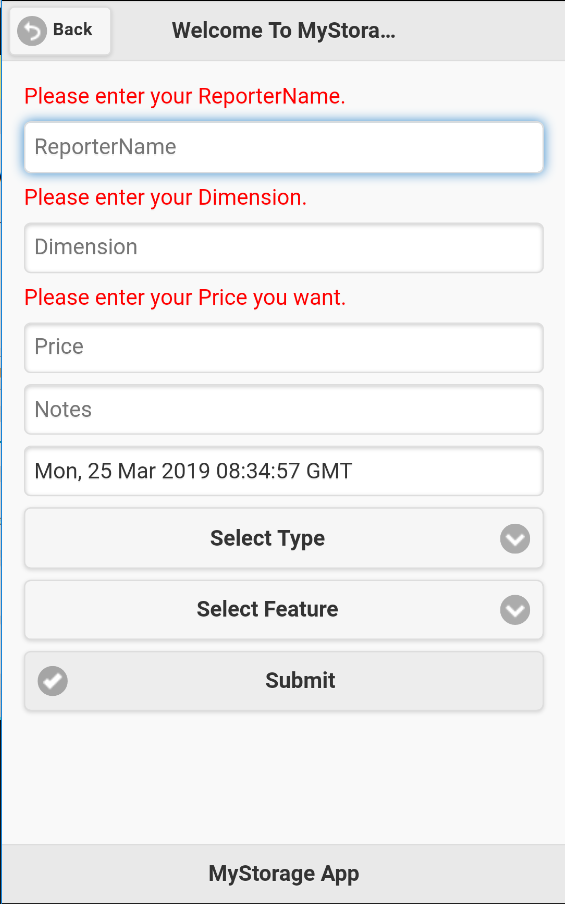 Back
Welcome To MyStora...
Please enter your ReporterName.
ReporterName
Please enter your Dimension.
Dimension
Please enter your Price you want.
Price
Notes
Mon, 25 Mar 2019 08:34:57 GMT
Select Type
Select Feature
Submit
MyStorage App